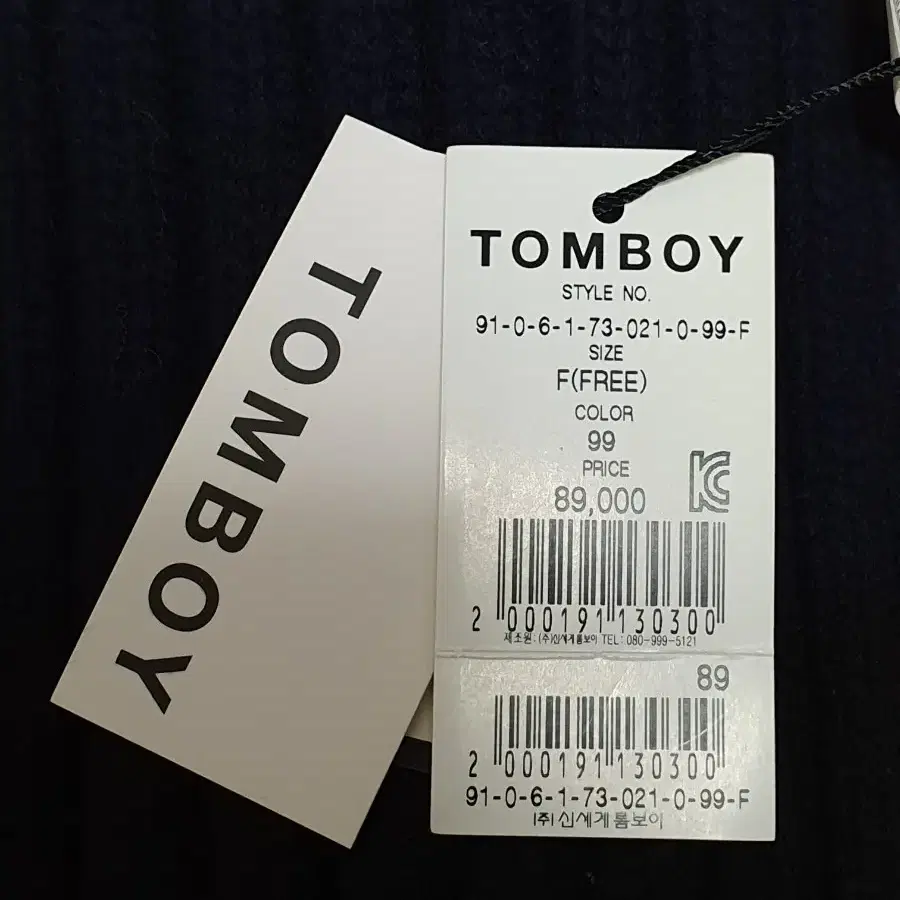 TOMBOY
TOMBOY
STYLE NO.
91-0-6-1-73-021-0-99-F
SIZE
F(FREE)
COLOR
99
PRICE
89,000
KC
2 000191 130300
제조원: (주)신세계톰보이 TEL: 080-999-5121
89
2 000191 130300
91-0-6-1-73-021-0-99-F
(주)신세계톰보이